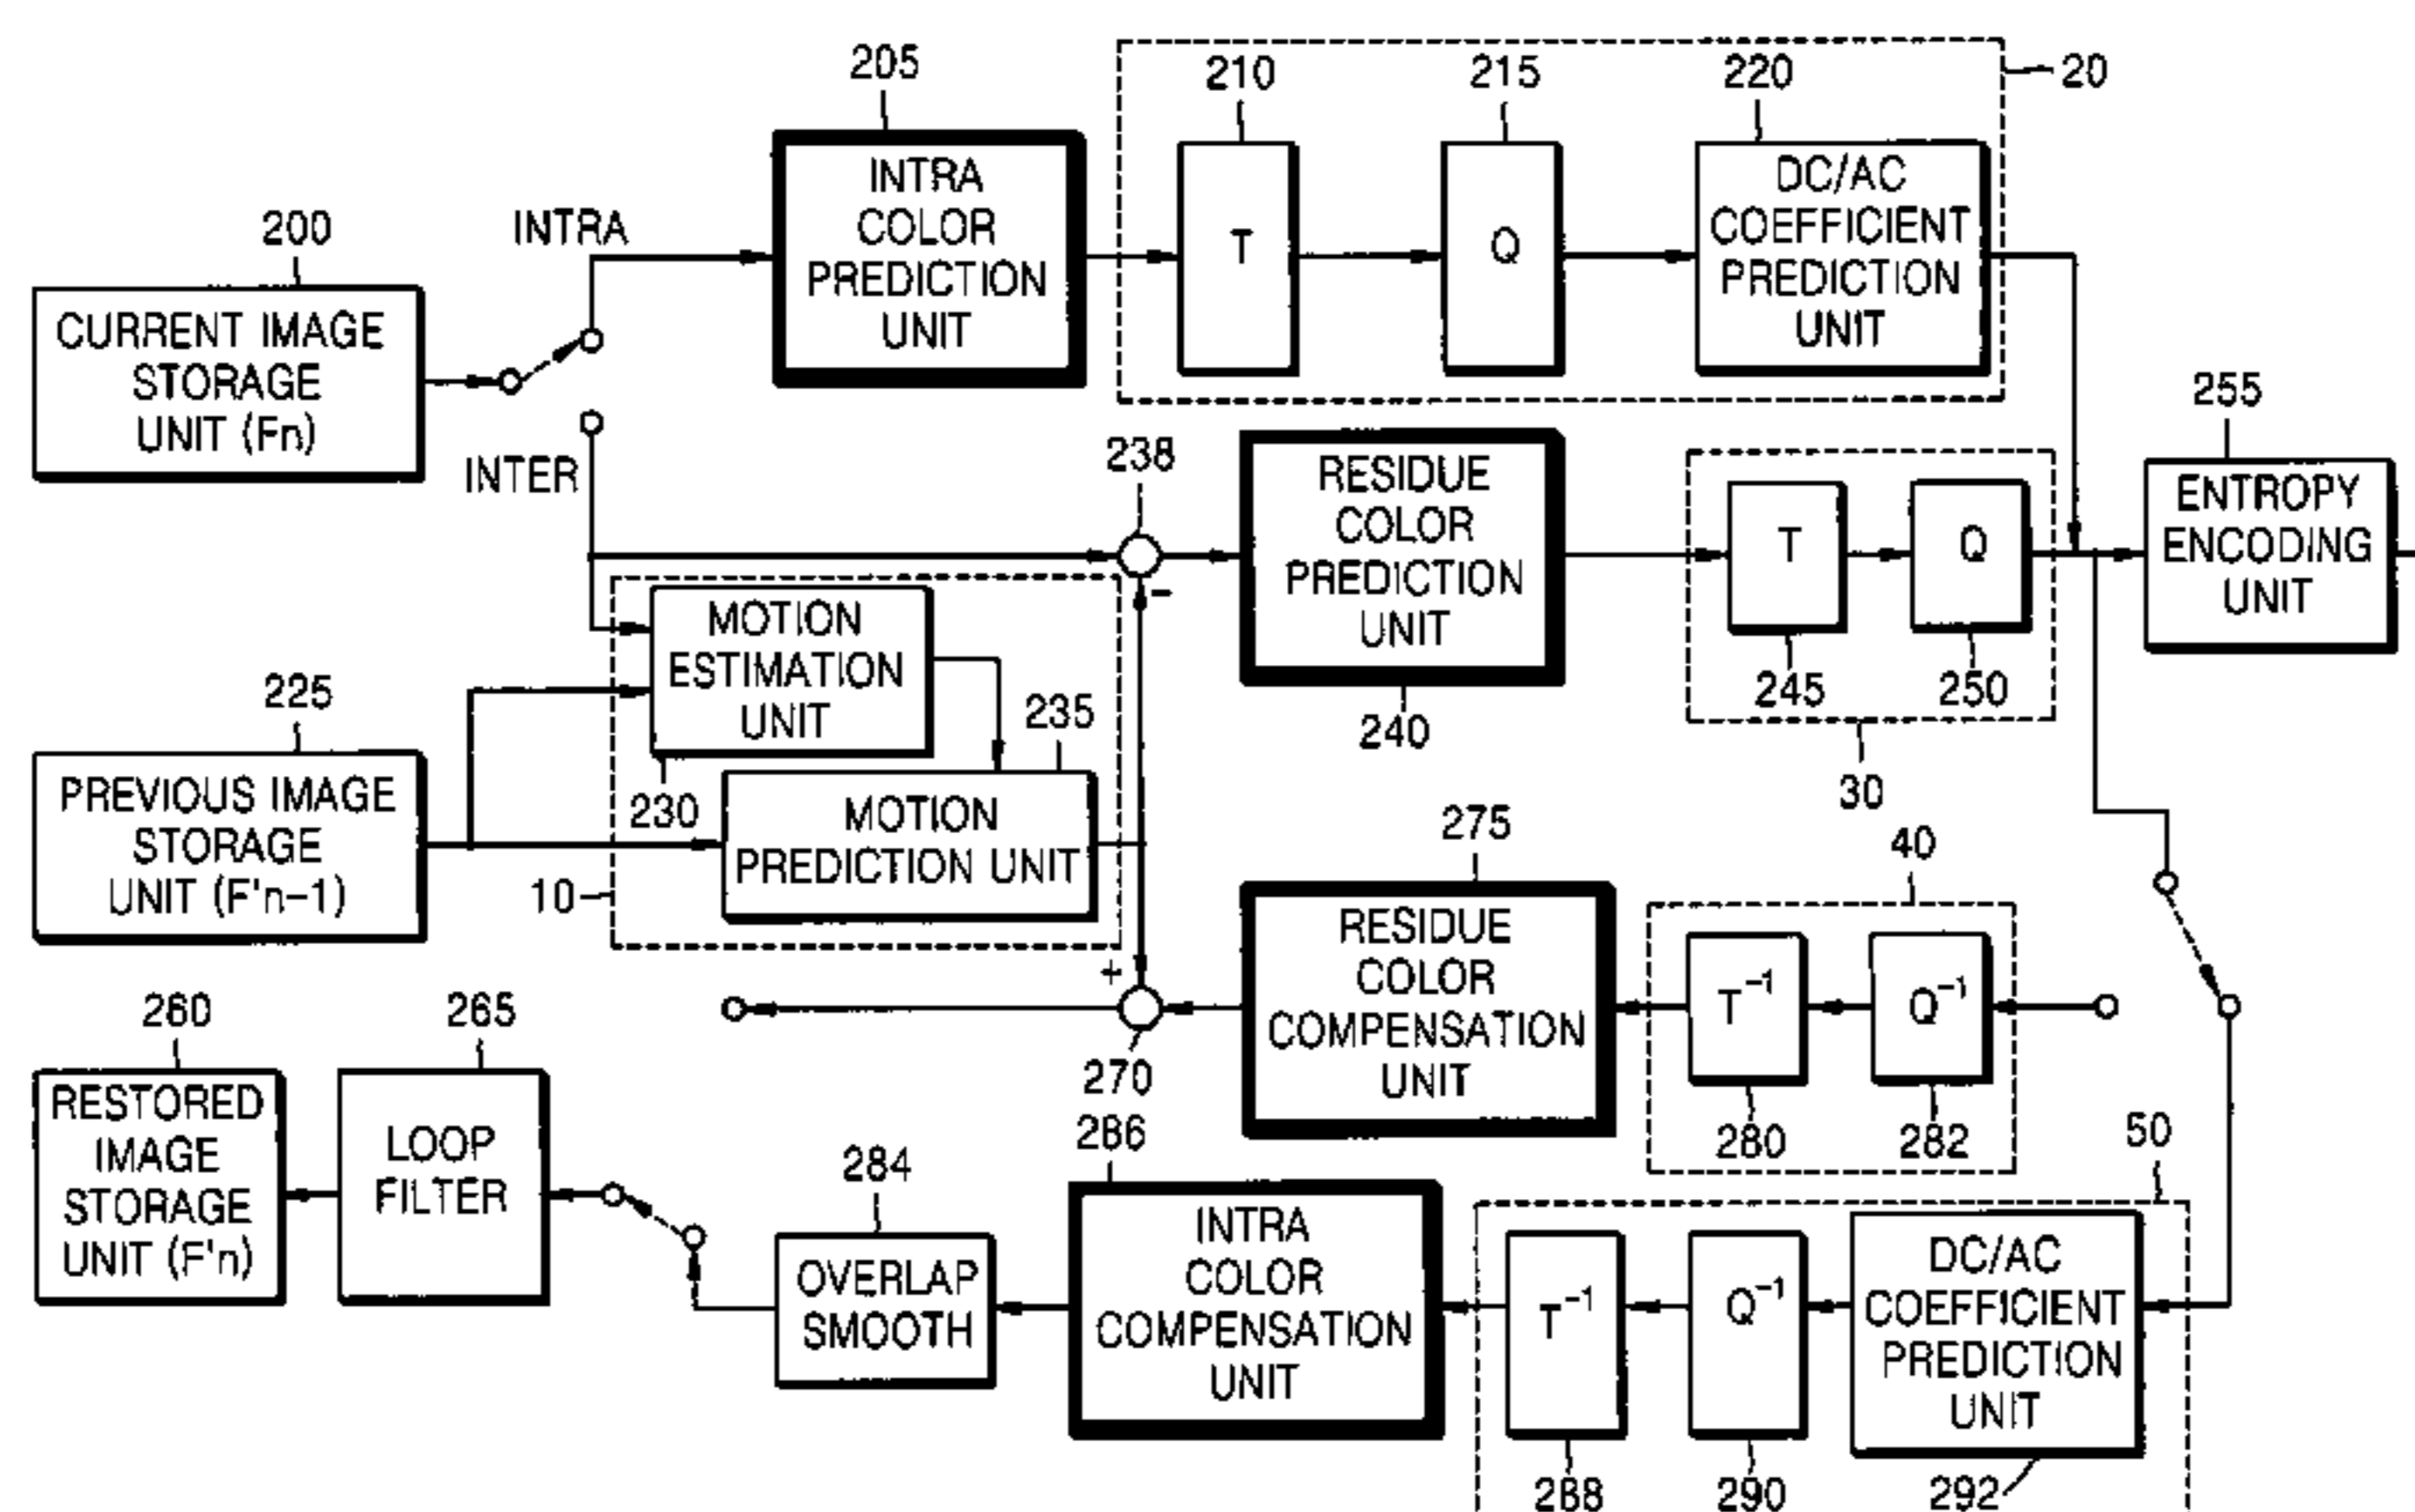 205
INTRA
COLOR
PREDICTION
UNIT
210
T
215
Q
220
DC/AC
COEFFICIENT
PREDICTION
UNIT
20
200
CURRENT IMAGE
STORAGE
UNIT (Fn)
INTRA
INTER
238
-
RESIDUE
COLOR
PREDICTION
UNIT
240
T
245
Q
250
30
255
ENTROPY
ENCODING
UNIT
225
PREVIOUS IMAGE
STORAGE
UNIT (F'n-1)
10
MOTION
ESTIMATION
UNIT
230
235
MOTION
PREDICTION UNIT
+
270
275
RESIDUE
COLOR
COMPENSATION
UNIT
40
T⁻¹
280
Q⁻¹
282
260
RESTORED
IMAGE
STORAGE
UNIT (F'n)
265
LOOP
FILTER
284
OVERLAP
SMOOTH
286
INTRA
COLOR
COMPENSATION
UNIT
50
T⁻¹
288
Q⁻¹
290
DC/AC
COEFFICIENT
PREDICTION
UNIT
292